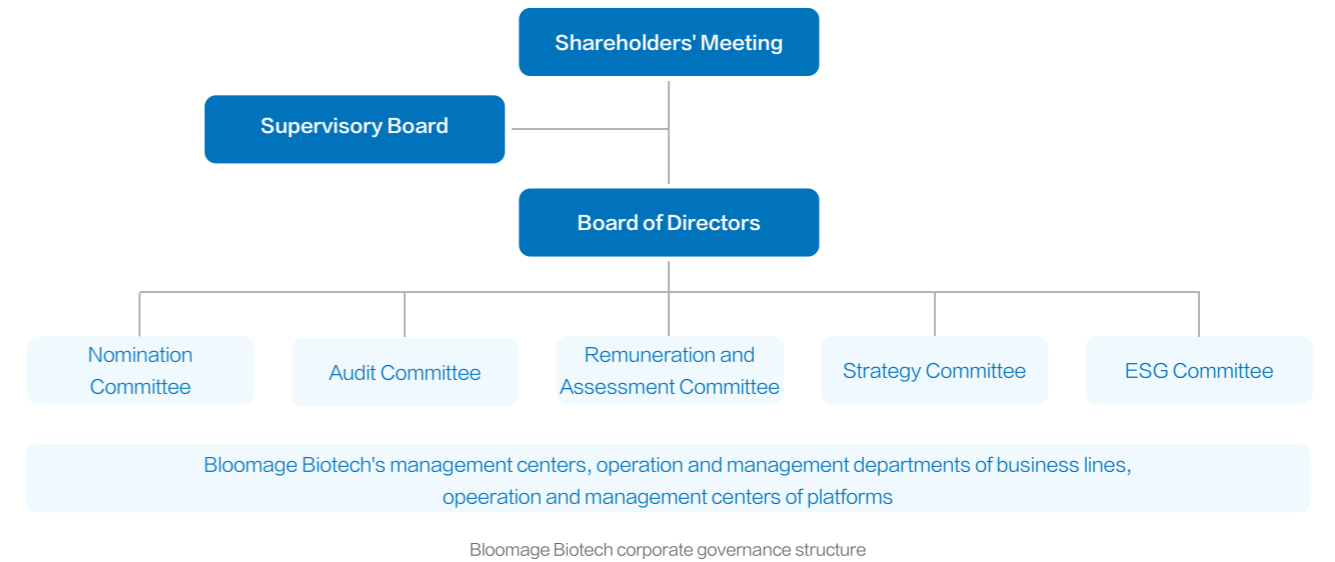 Shareholders' Meeting
Supervisory Board
Board of Directors
Nomination
Committee
Audit Committee
Remuneration and
Assessment Committee
Strategy Committee
ESG Committee
Bloomage Biotech's management centers, operation and management departments of business lines,
opeeration and management centers of platforms
Bloomage Biotech corporate governance structure